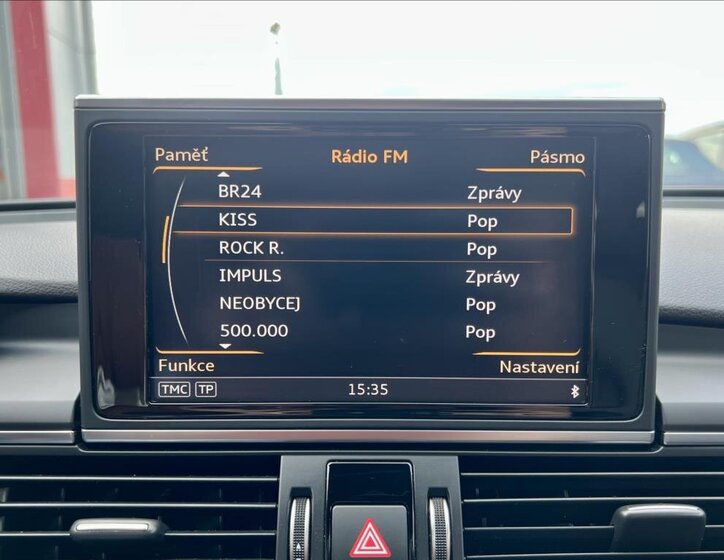 Paměť Rádio FM Pásmo
BR24 Zprávy
KISS Pop
ROCK R. Pop
IMPULS Zprávy
NEOBYCEJ Pop
500.000 Pop
Funkce Nastavení
TMC TP 15:35